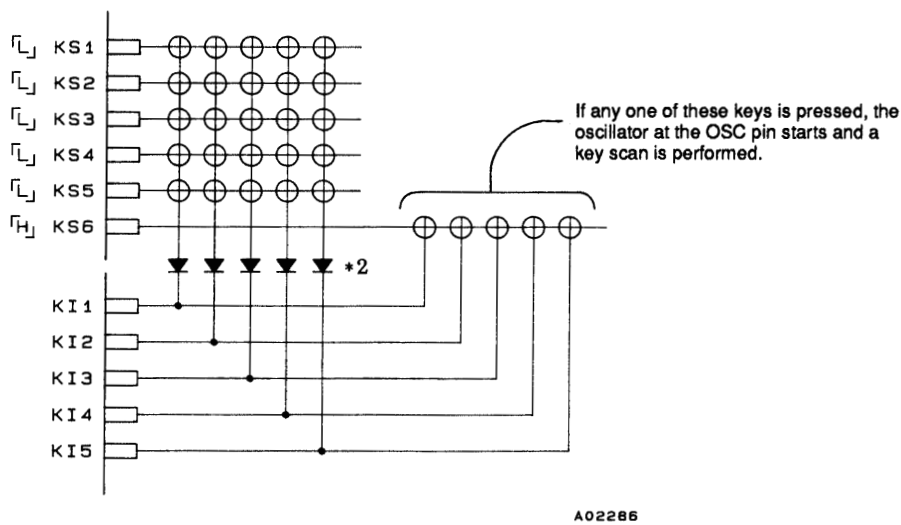 「L」 KS1
「L」 KS2
「L」 KS3
「L」 KS4
「L」 KS5
「H」 KS6
If any one of these keys is pressed, the
oscillator at the OSC pin starts and a
key scan is performed.
*2
KI1
KI2
KI3
KI4
KI5
A02286